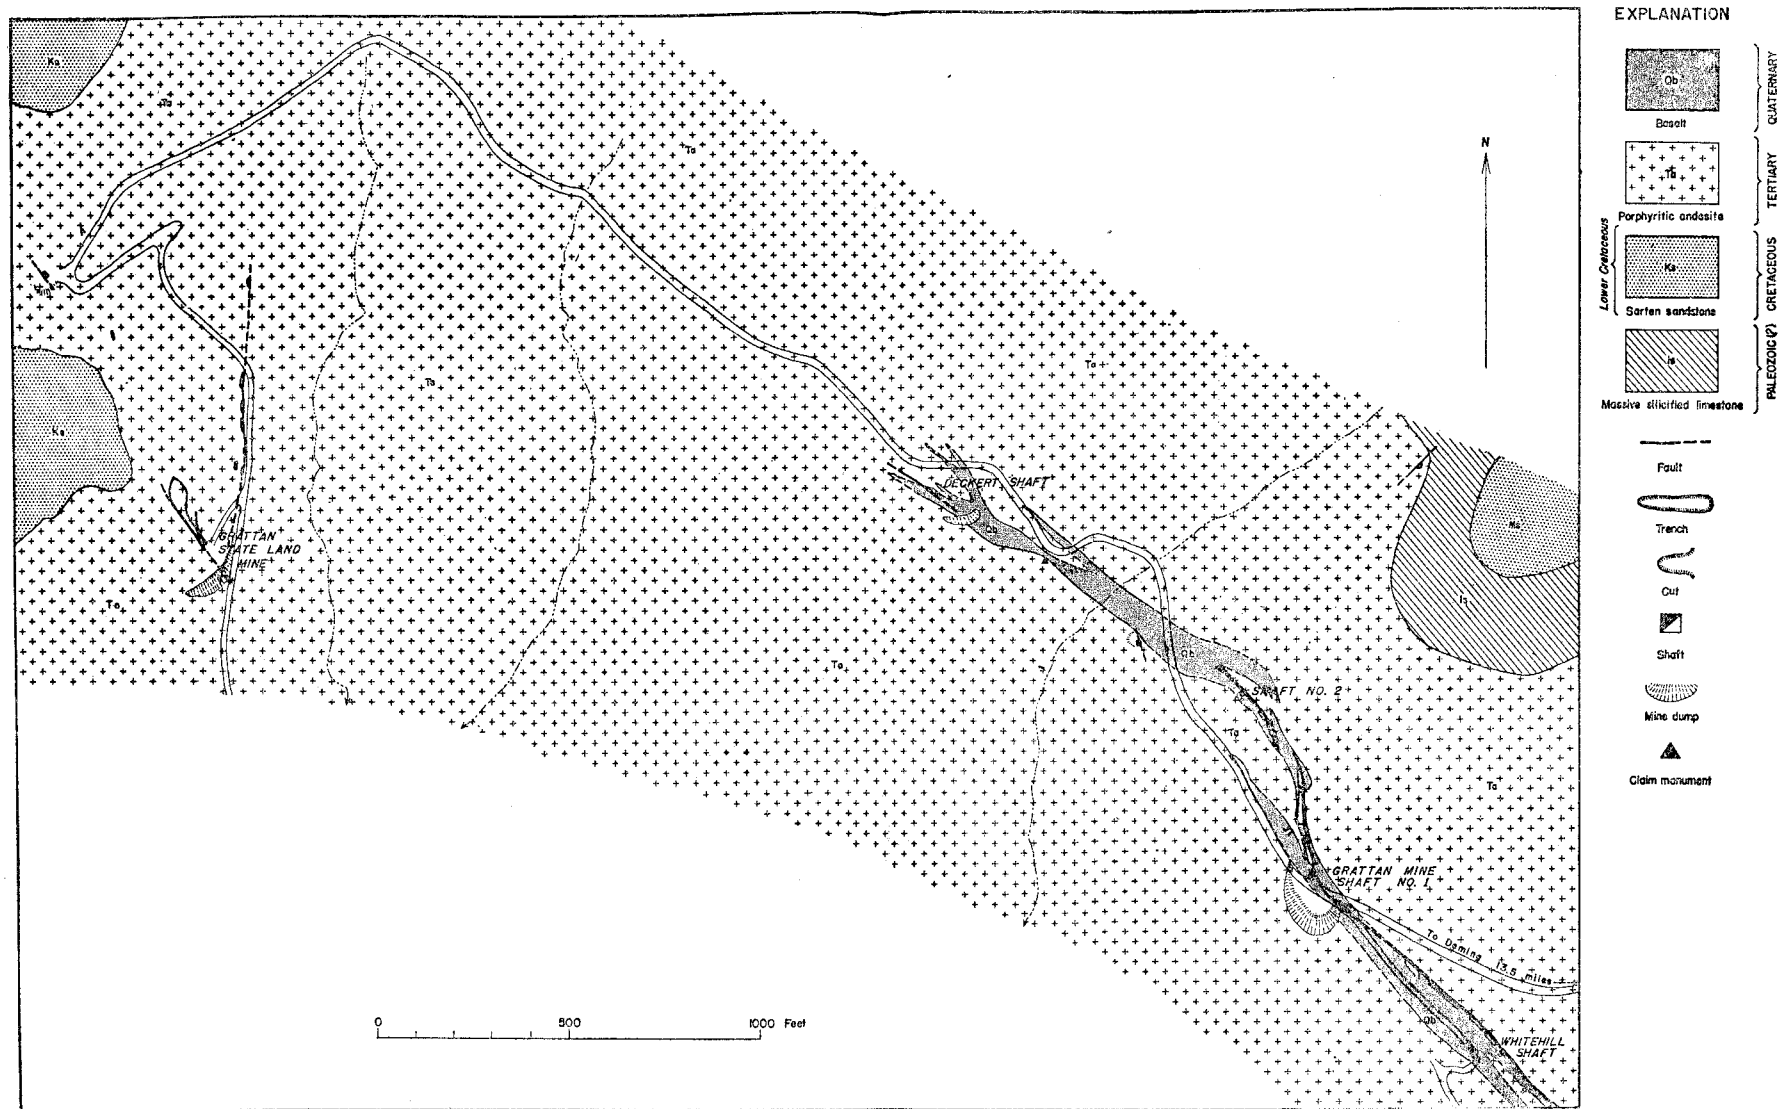 EXPLANATION
Qb
Basalt
QUATERNARY
Ta
Porphyritic andesite
TERTIARY
Lower Cretaceous
Ks
Sarten sandstone
CRETACEOUS
ls
Massive silicified limestone
PALEOZOIC(?)
Fault
Trench
Cut
Shaft
Mine dump
Claim monument
N
Ks
Ta
Ta
Ta
Ta
Ks
DECKERT SHAFT
Qb
Ks
ls
GRATTAN
STATE LAND
MINE
Ta
Ta
Qb
SHAFT NO. 2
Ta
Ta
GRATTAN MINE
SHAFT NO. 1
To Deming 13.5 miles
Qb
WHITEHILL
SHAFT
0 500 1000 Feet